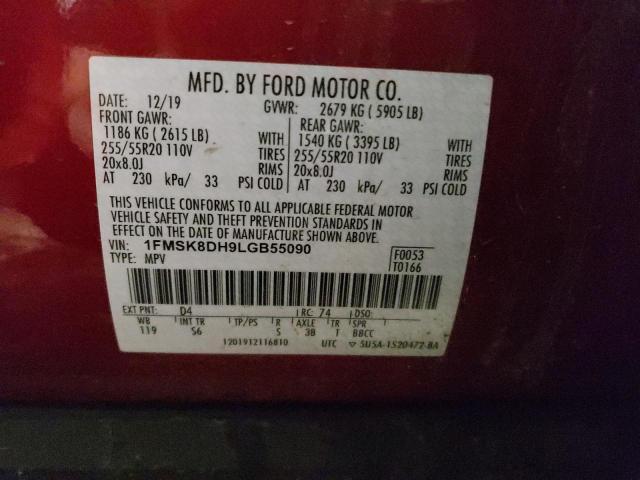 MFD. BY FORD MOTOR CO.
DATE: 12/19 GVWR: 2679 KG ( 5905 LB)
FRONT GAWR: REAR GAWR:
1186 KG ( 2615 LB) WITH 1540 KG ( 3395 LB) WITH
255/55R20 110V TIRES 255/55R20 110V TIRES
20x8.0J RIMS 20x8.0J RIMS
AT 230 kPa/ 33 PSI COLD AT 230 kPa/ 33 PSI COLD
THIS VEHICLE CONFORMS TO ALL APPLICABLE FEDERAL MOTOR
VEHICLE SAFETY AND THEFT PREVENTION STANDARDS IN
EFFECT ON THE DATE OF MANUFACTURE SHOWN ABOVE.
VIN: 1FMSK8DH9LGB55090 F0053
TYPE: MPV T0166
EXT PNT: D4 RC: 74 DSO:
WB INT TR TP/PS R AXLE TR SPR
119 S6 S 3B T BBCC
1201912116810 UTC 5U5A-1520472-BA